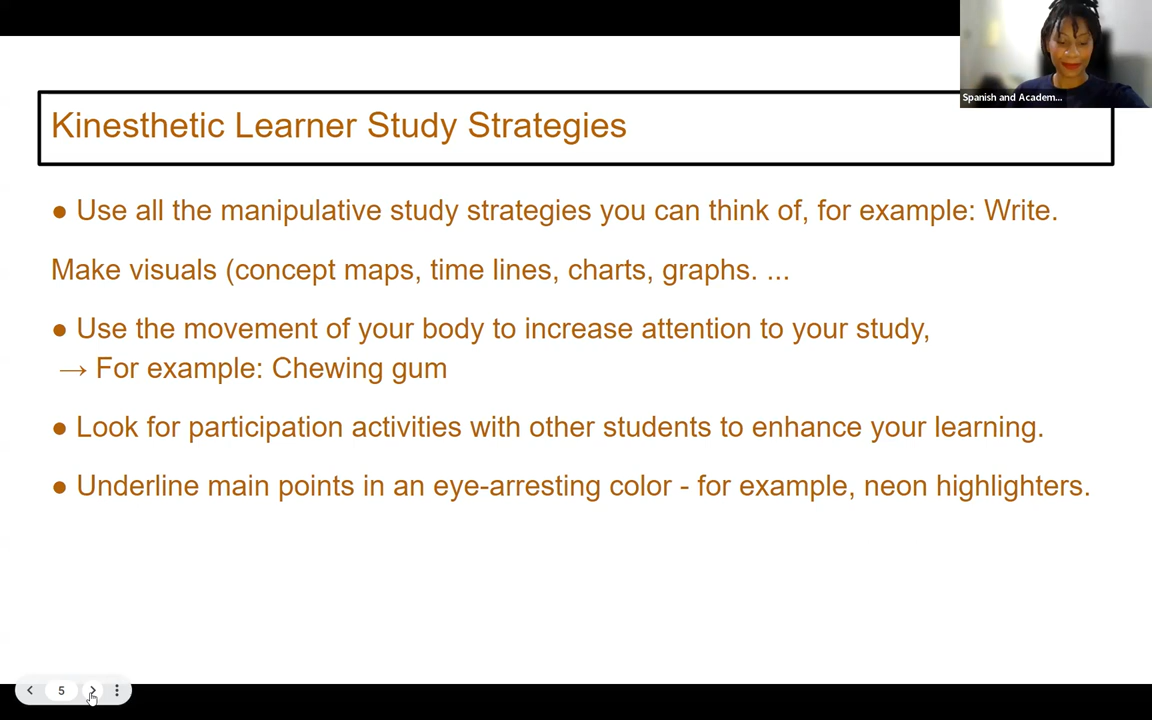 Spanish and Academ...
Kinesthetic Learner Study Strategies
● Use all the manipulative study strategies you can think of, for example: Write.
Make visuals (concept maps, time lines, charts, graphs. ...
● Use the movement of your body to increase attention to your study,
→ For example: Chewing gum
● Look for participation activities with other students to enhance your learning.
● Underline main points in an eye-arresting color - for example, neon highlighters.
5